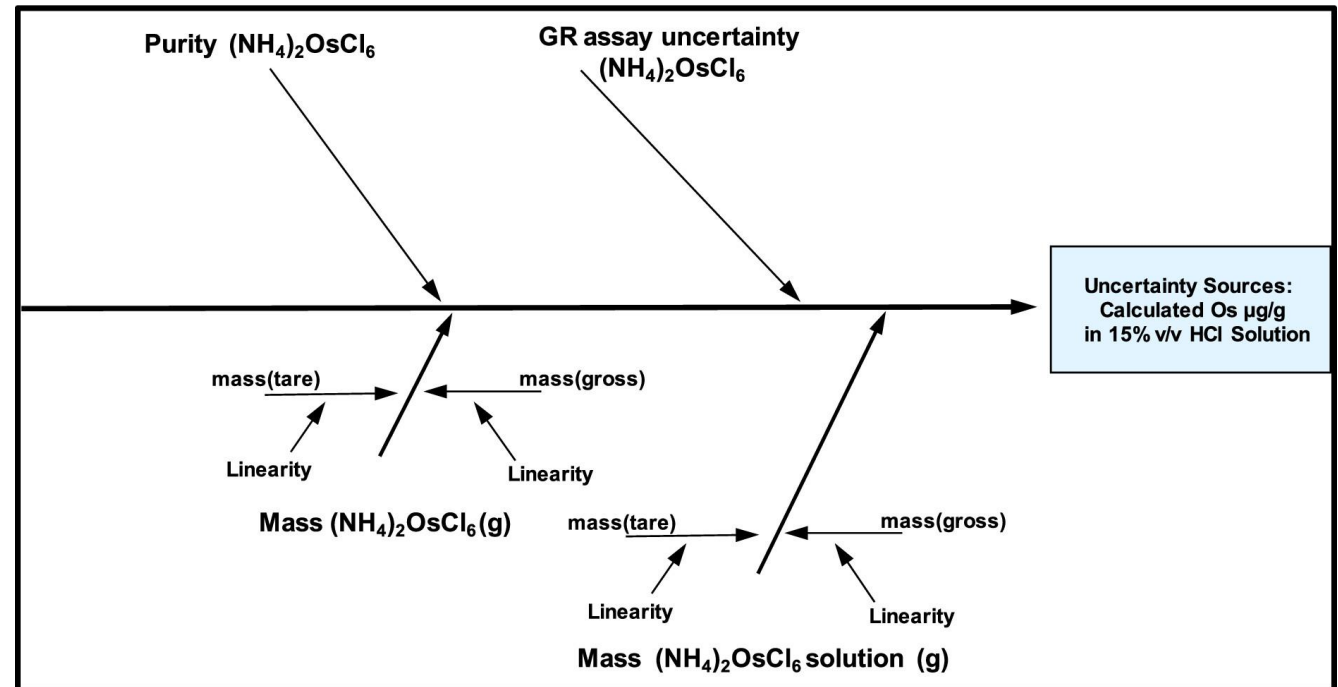 Purity (NH₄)₂OsCl₆
GR assay uncertainty
(NH₄)₂OsCl₆
Uncertainty Sources:
Calculated Os µg/g
in 15% v/v HCl Solution
mass(tare)
mass(gross)
Linearity
Linearity
Mass (NH₄)₂OsCl₆ (g)
mass(tare)
mass(gross)
Linearity
Linearity
Mass (NH₄)₂OsCl₆ solution (g)